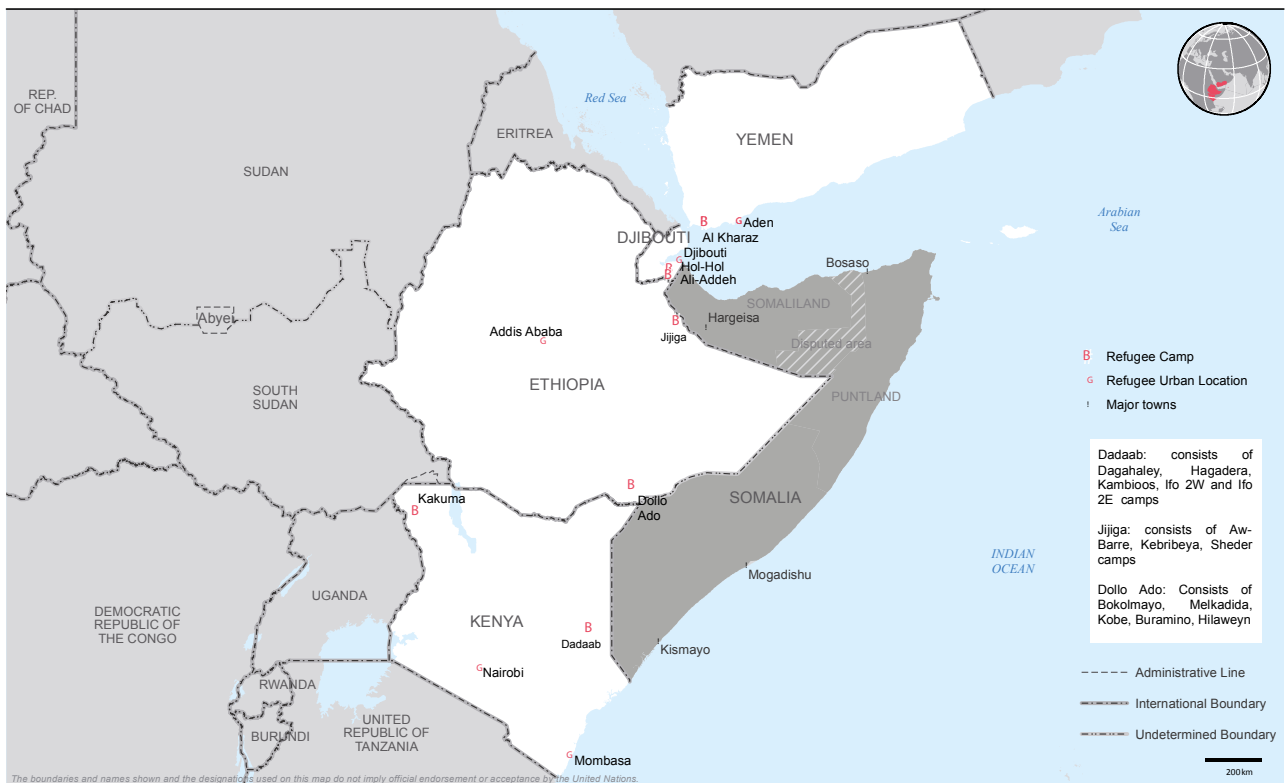 REP.
OF CHAD
Red Sea
ERITREA
YEMEN
SUDAN
B
G Aden
Arabian
Sea
DJIBOUTI
Al Kharaz
Djibouti
G
B Hol-Hol
B Ali-Addeh
Bosaso
SOMALILAND
Abyei
Addis Ababa
G
B
Jijiga
Hargeisa
Disputed area
ETHIOPIA
SOUTH
SUDAN
PUNTLAND
B Refugee Camp
G Refugee Urban Location
! Major towns
Dadaab: consists of
Dagahaley, Hagadera,
Kambioos, Ifo 2W and Ifo
2E camps
Jijiga: consists of Aw-
Barre, Kebribeya, Sheder
camps
Dollo Ado: Consists of
Bokolmayo, Melkadida,
Kobe, Buramino, Hilaweyn
Kakuma
B
B
Dollo
Ado
SOMALIA
INDIAN
OCEAN
Mogadishu
UGANDA
DEMOCRATIC
REPUBLIC OF
THE CONGO
KENYA
B
Dadaab
Kismayo
G Nairobi
RWANDA
BURUNDI
UNITED
REPUBLIC OF
TANZANIA
G Mombasa
Administrative Line
International Boundary
Undetermined Boundary
200km
The boundaries and names shown and the designations used on this map do not imply official endorsement or acceptance by the United Nations.